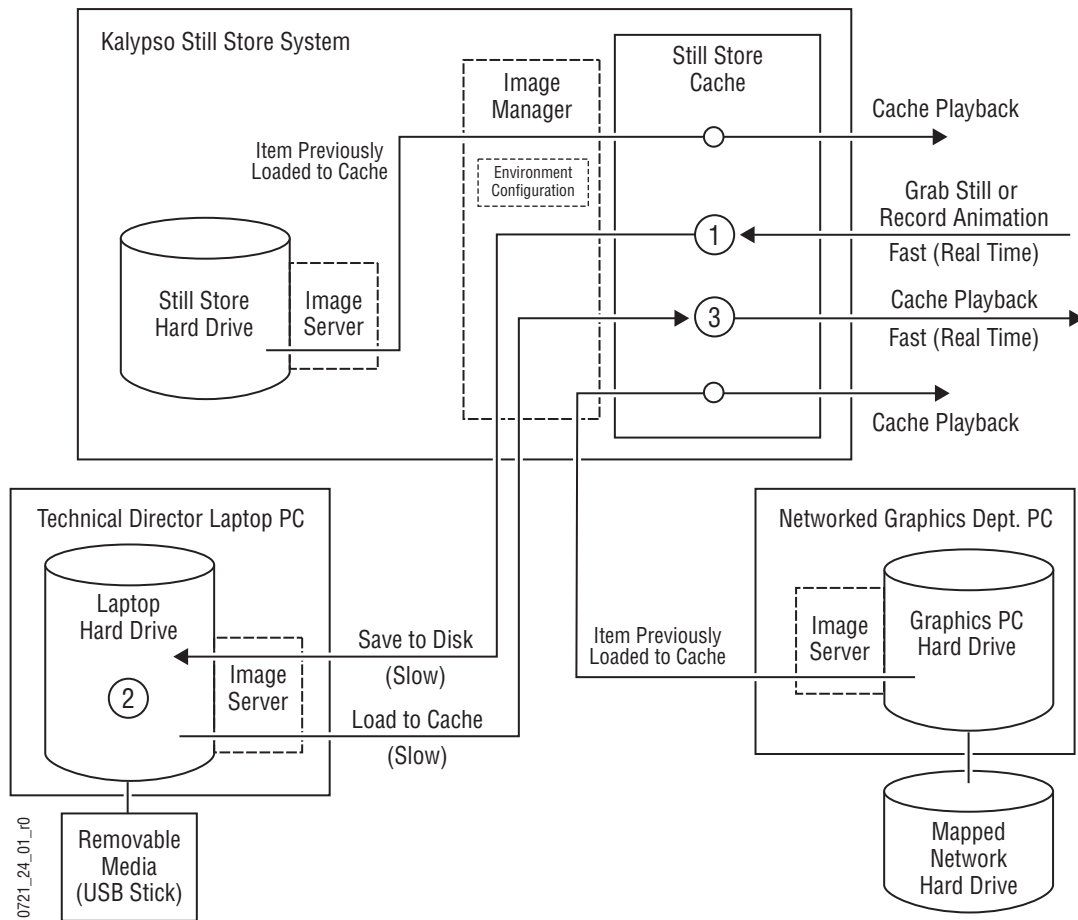 Kalypso Still Store System
Still Store
Cache
Image
Manager
Environment
Configuration
Item Previously
Loaded to Cache
Cache Playback
Grab Still or
Record Animation
Fast (Real Time)
1
Still Store
Hard Drive
Image
Server
Cache Playback
Fast (Real Time)
3
Cache Playback
Technical Director Laptop PC
Laptop
Hard Drive
2
Image
Server
Save to Disk
(Slow)
Load to Cache
(Slow)
Removable
Media
(USB Stick)
Networked Graphics Dept. PC
Item Previously
Loaded to Cache
Image
Server
Graphics PC
Hard Drive
Mapped
Network
Hard Drive
0721_24_01_r0